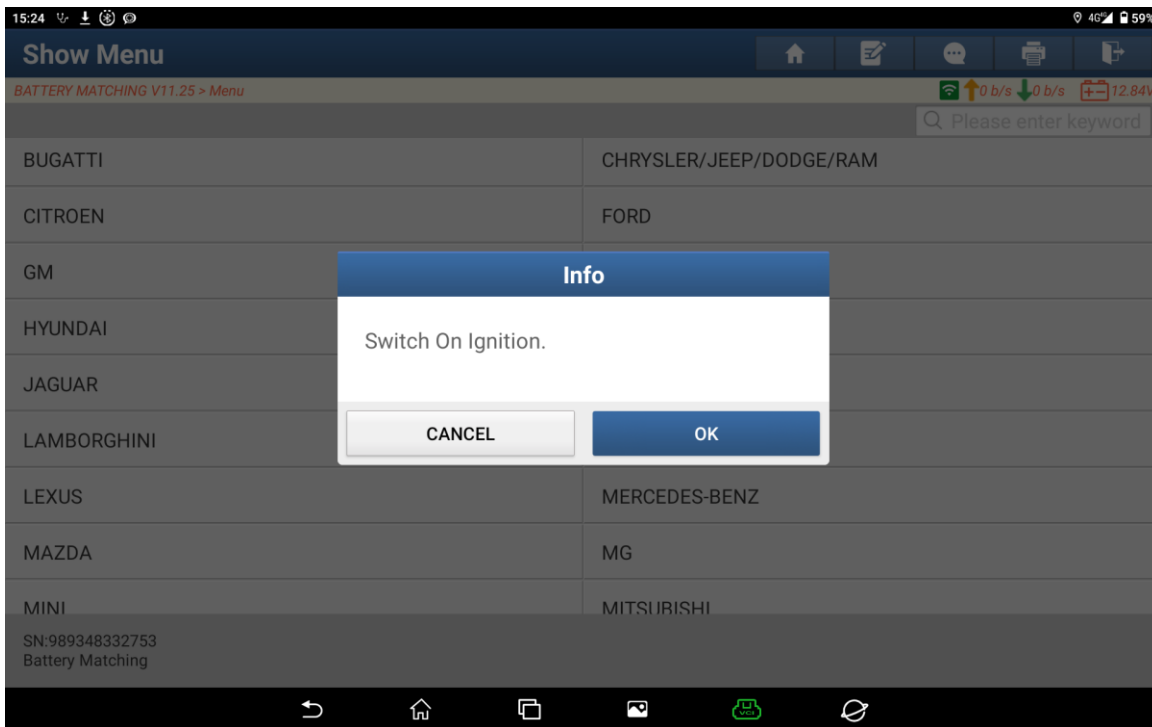 15:24 4G 59%
Show Menu
BATTERY MATCHING V11.25 > Menu 0 b/s 0 b/s 12.84V
Please enter keyword
BUGATTI CHRYSLER/JEEP/DODGE/RAM
CITROEN FORD
GM
Info
HYUNDAI
Switch On Ignition.
JAGUAR
CANCEL OK
LAMBORGHINI
LEXUS MERCEDES-BENZ
MAZDA MG
MINI MITSUBISHI
SN:989348332753
Battery Matching
VCI